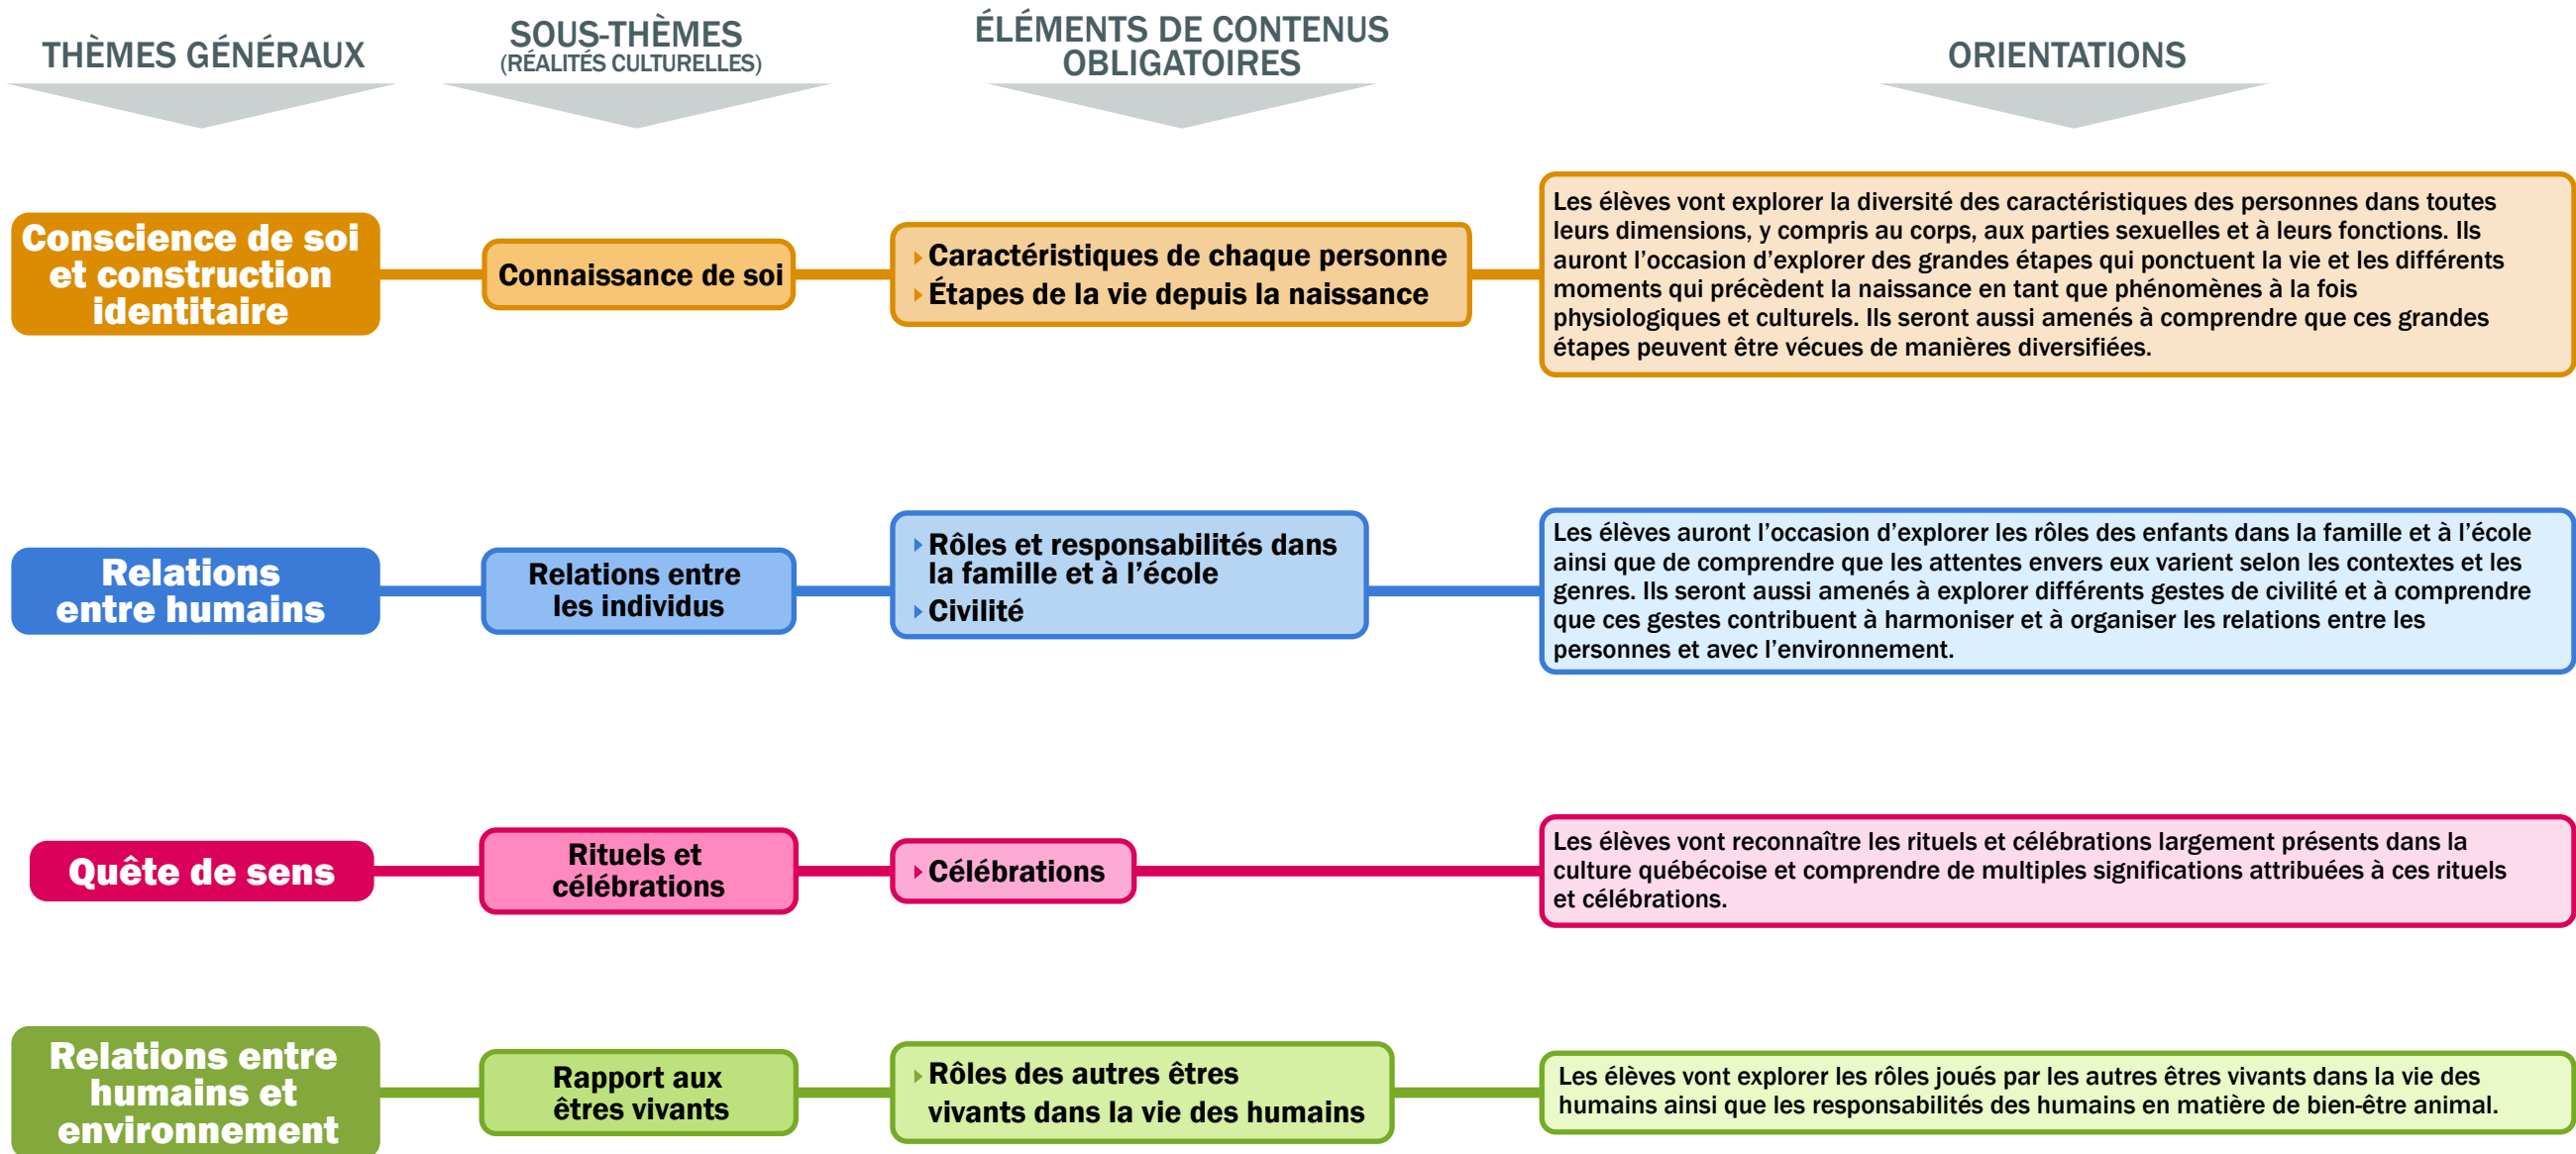 THÈMES GÉNÉRAUX
SOUS-THÈMES
(RÉALITÉS CULTURELLES)
ÉLÉMENTS DE CONTENUS
OBLIGATOIRES
ORIENTATIONS
Conscience de soi
et construction
identitaire
Connaissance de soi
Caractéristiques de chaque personne
Étapes de la vie depuis la naissance
Les élèves vont explorer la diversité des caractéristiques des personnes dans toutes
leurs dimensions, y compris au corps, aux parties sexuelles et à leurs fonctions. Ils
auront l’occasion d’explorer des grandes étapes qui ponctuent la vie et les différents
moments qui précèdent la naissance en tant que phénomènes à la fois
physiologiques et culturels. Ils seront aussi amenés à comprendre que ces grandes
étapes peuvent être vécues de manières diversifiées.
Relations
entre humains
Relations entre
les individus
Rôles et responsabilités dans
la famille et à l’école
Civilité
Les élèves auront l’occasion d’explorer les rôles des enfants dans la famille et à l’école
ainsi que de comprendre que les attentes envers eux varient selon les contextes et les
genres. Ils seront aussi amenés à explorer différents gestes de civilité et à comprendre
que ces gestes contribuent à harmoniser et à organiser les relations entre les
personnes et avec l’environnement.
Quête de sens
Rituels et
célébrations
Célébrations
Les élèves vont reconnaître les rituels et célébrations largement présents dans la
culture québécoise et comprendre de multiples significations attribuées à ces rituels
et célébrations.
Relations entre
humains et
environnement
Rapport aux
êtres vivants
Rôles des autres êtres
vivants dans la vie des humains
Les élèves vont explorer les rôles joués par les autres êtres vivants dans la vie des
humains ainsi que les responsabilités des humains en matière de bien-être animal.